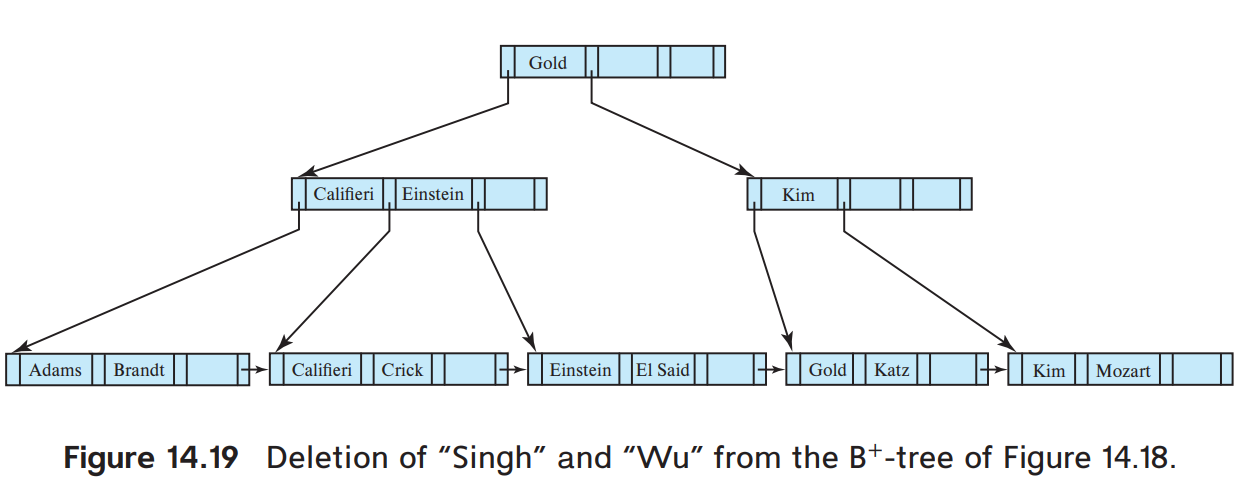 Gold
Califieri Einstein
Kim
Adams Brandt
Califieri Crick
Einstein El Said
Gold Katz
Kim Mozart
Figure 14.19 Deletion of “Singh” and “Wu” from the B+-tree of Figure 14.18.